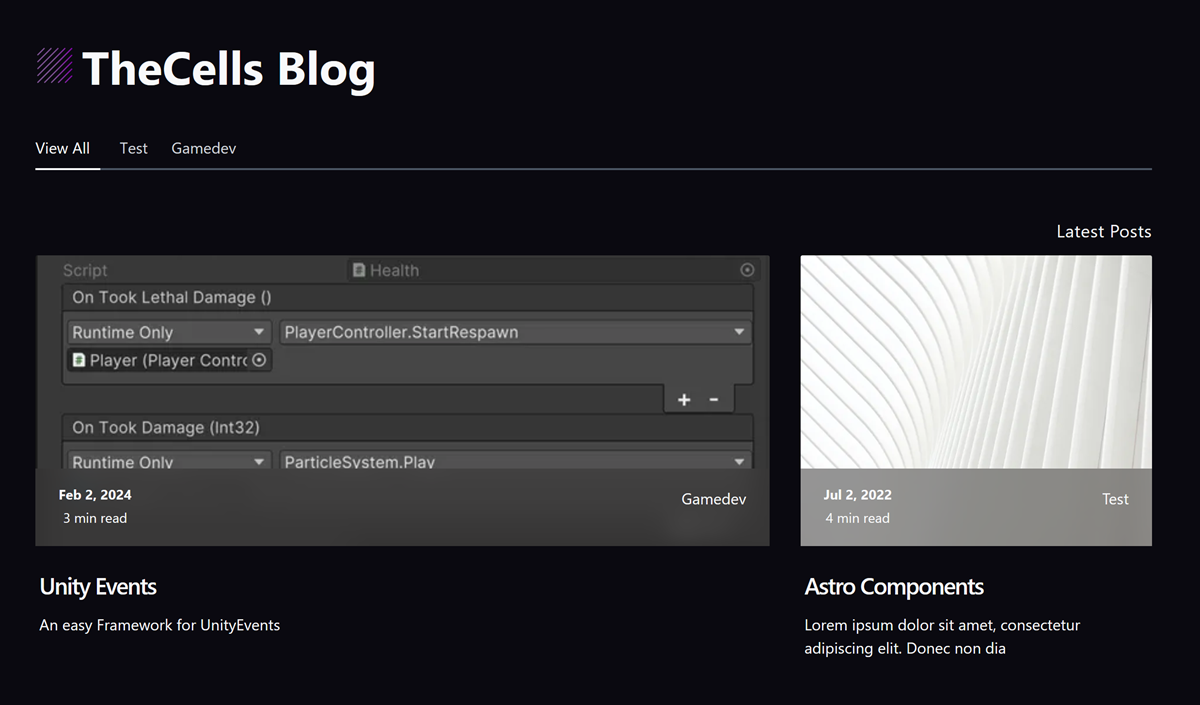 TheCells Blog
View All Test Gamedev
Latest Posts
Script Health
On Took Lethal Damage ()
Runtime Only PlayerController.StartRespawn
Player (Player Contro
+ -
On Took Damage (Int32)
Runtime Only ParticleSystem.Play
Feb 2, 2024
3 min read
Gamedev
Unity Events
An easy Framework for UnityEvents
Jul 2, 2022
4 min read
Test
Astro Components
Lorem ipsum dolor sit amet, consectetur
adipiscing elit. Donec non dia